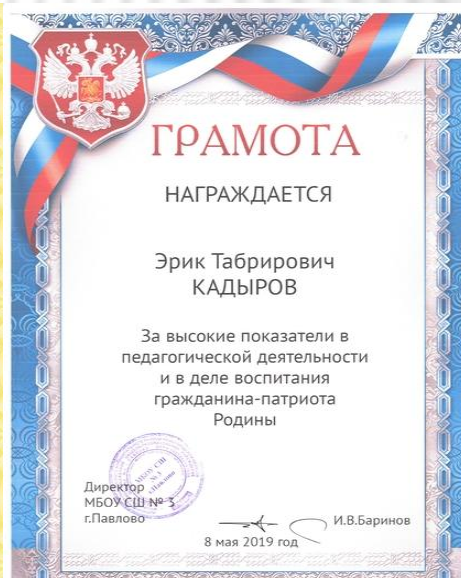 ГРАМОТА
НАГРАЖДАЕТСЯ
Эрик Табрирович
КАДЫРОВ
За высокие показатели в
педагогической деятельности
и в деле воспитания
гражданина-патриота
Родины
Директор
МБОУ СШ № 3
г.Павлово
И.В.Баринов
8 мая 2019 год